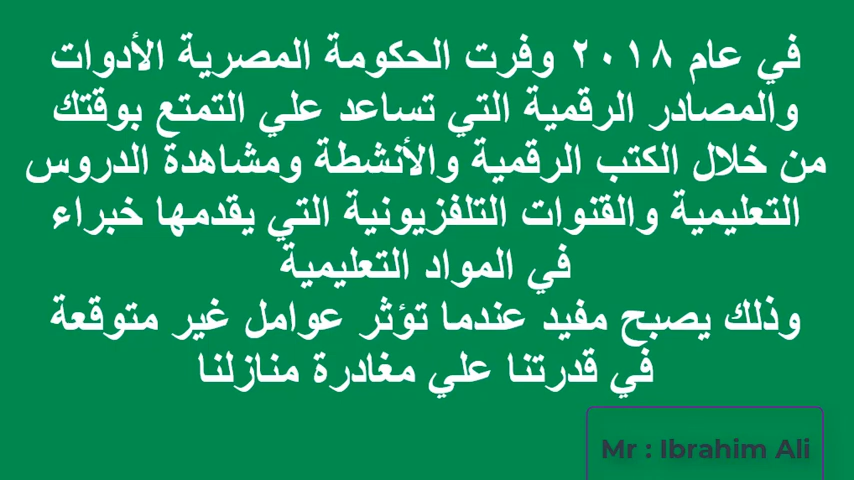 في عام ٢٠١٨ وفرت الحكومة المصرية الأدوات
والمصادر الرقمية التي تساعد علي التمتع بوقتك
من خلال الكتب الرقمية والأنشطة ومشاهدة الدروس
التعليمية والقنوات التلفزيونية التي يقدمها خبراء
في المواد التعليمية
وذلك يصبح مفيد عندما تؤثر عوامل غير متوقعة
في قدرتنا علي مغادرة منازلنا
Mr : Ibrahim Ali